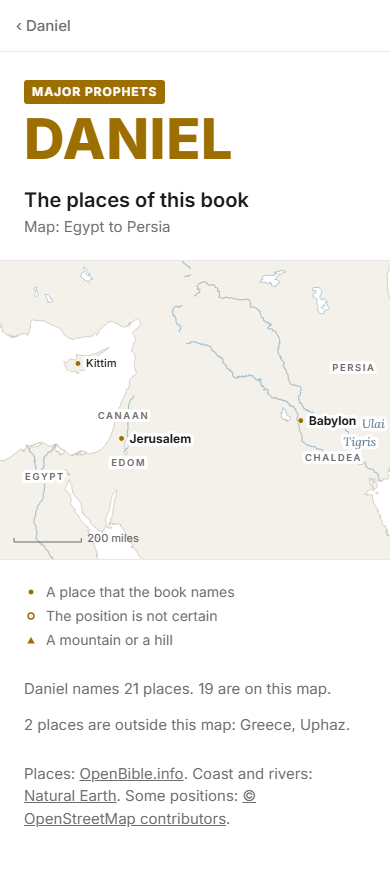 ‹ Daniel
MAJOR PROPHETS
DANIEL
The places of this book
Map: Egypt to Persia
Kittim
PERSIA
CANAAN
Babylon
Ulai
Jerusalem
Tigris
CHALDEA
EDOM
EGYPT
200 miles
A place that the book names
The position is not certain
A mountain or a hill
Daniel names 21 places. 19 are on this map.
2 places are outside this map: Greece, Uphaz.
Places: OpenBible.info. Coast and rivers:
Natural Earth. Some positions: ©
OpenStreetMap contributors.